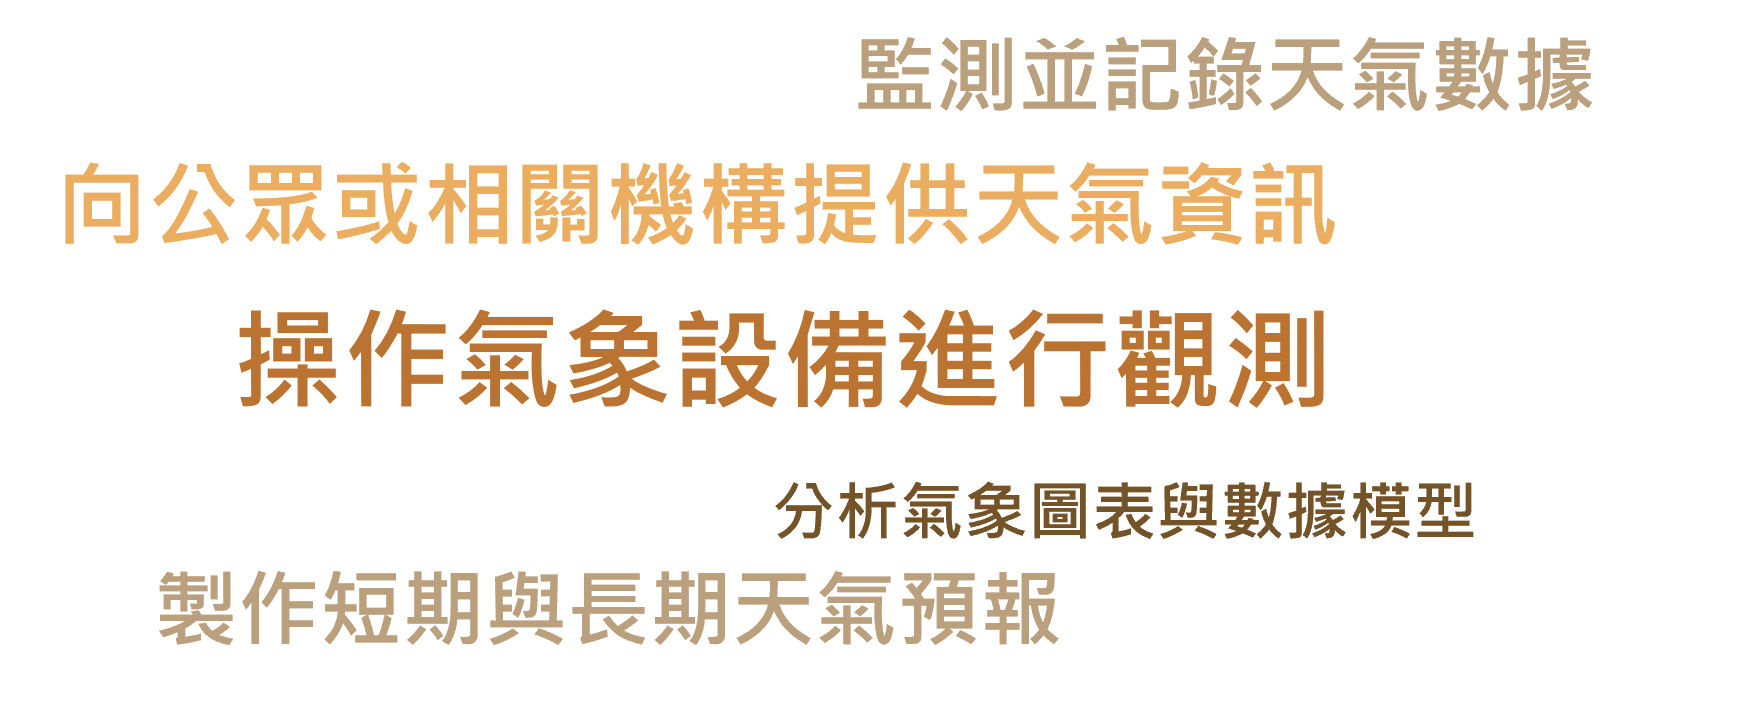 監測並記錄天氣數據
向公眾或相關機構提供天氣資訊
操作氣象設備進行觀測
分析氣象圖表與數據模型
製作短期與長期天氣預報